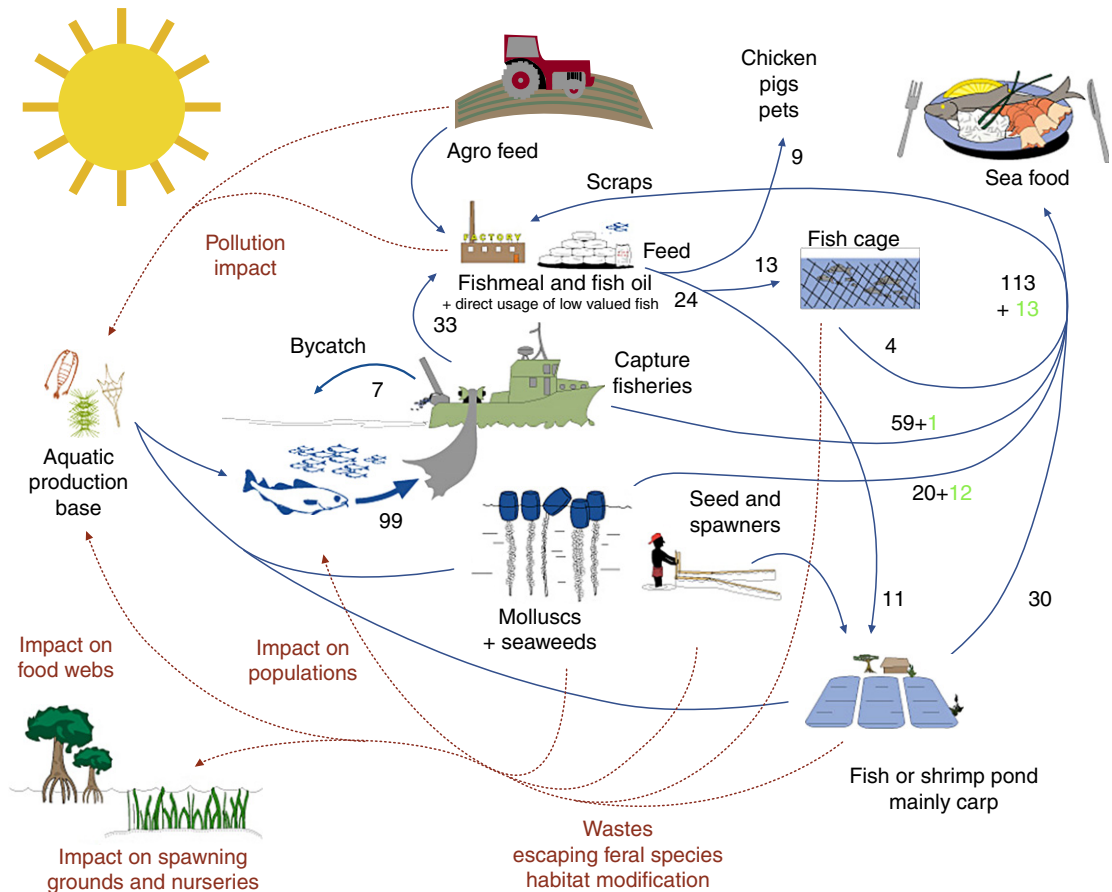 Chicken
pigs
pets
Agro feed
9
Scraps
Sea food
Pollution
impact
FACTORY
Feed
Fish cage
13
Fishmeal and fish oil
+ direct usage of low valued fish
24
113
+ 13
33
Bycatch
7
Capture
fisheries
4
59+1
Aquatic
production
base
99
20+12
Seed and
spawners
Molluscs
+ seaweeds
11
30
Impact on
food webs
Impact on
populations
Fish or shrimp pond
mainly carp
Impact on spawning
grounds and nurseries
Wastes
escaping feral species
habitat modification